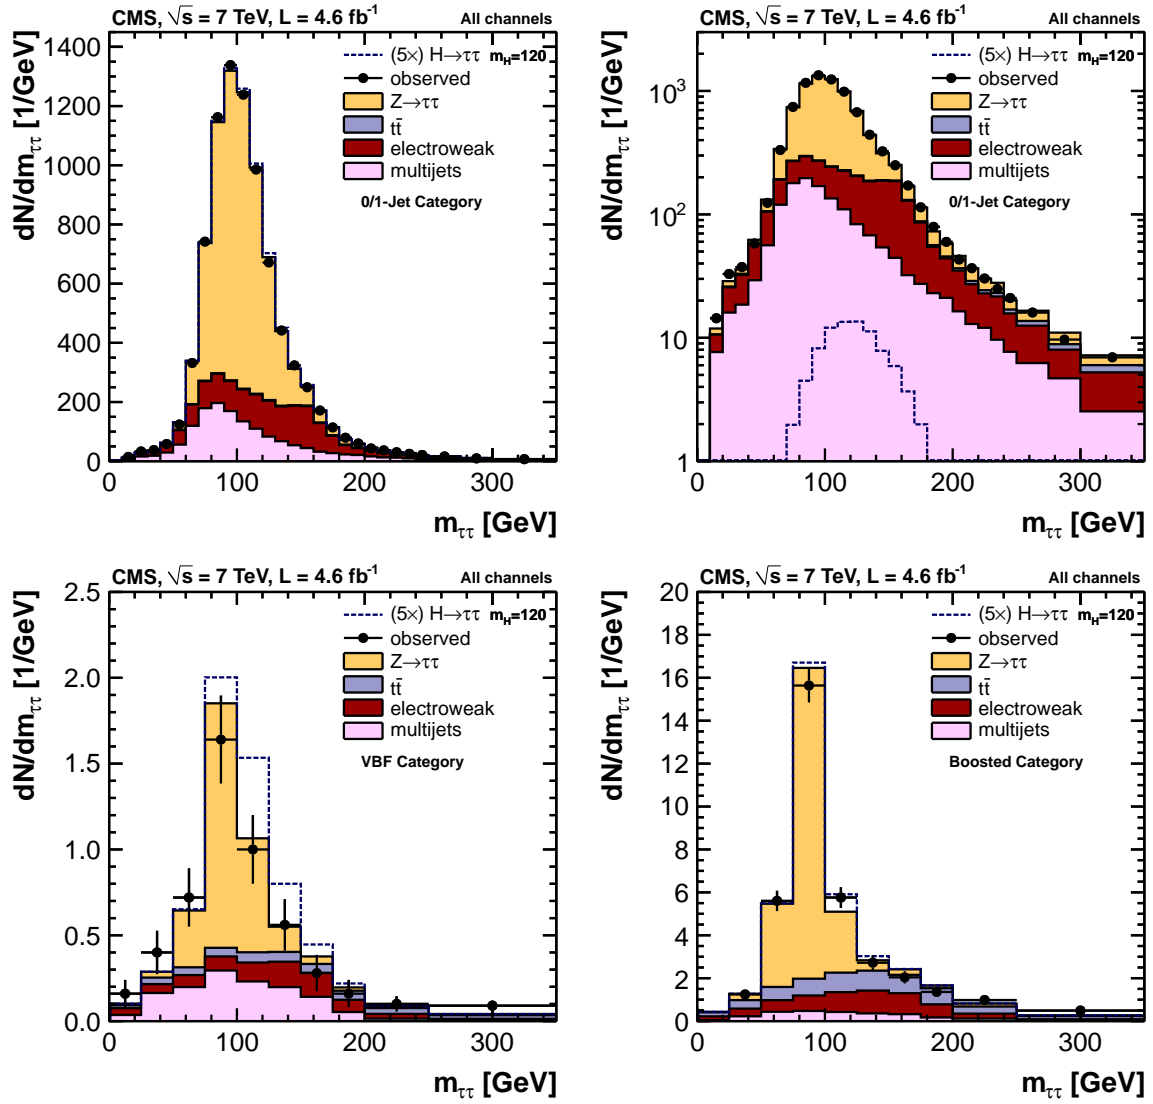 CMS, √s = 7 TeV, L = 4.6 fb⁻¹ All channels
dN/dm_ττ [1/GeV]
1400
1200
1000
800
600
400
200
0
(5×) H→ττ m_H=120
observed
Z→ττ
tt̄
electroweak
multijets
0/1-Jet Category
0 100 200 300
m_ττ [GeV]
CMS, √s = 7 TeV, L = 4.6 fb⁻¹ All channels
dN/dm_ττ [1/GeV]
10³
10²
10
1
(5×) H→ττ m_H=120
observed
Z→ττ
tt̄
electroweak
multijets
0/1-Jet Category
0 100 200 300
m_ττ [GeV]
CMS, √s = 7 TeV, L = 4.6 fb⁻¹ All channels
dN/dm_ττ [1/GeV]
2.5
2.0
1.5
1.0
0.5
0.0
(5×) H→ττ m_H=120
observed
Z→ττ
tt̄
electroweak
multijets
VBF Category
0 100 200 300
m_ττ [GeV]
CMS, √s = 7 TeV, L = 4.6 fb⁻¹ All channels
dN/dm_ττ [1/GeV]
20
18
16
14
12
10
8
6
4
2
0
(5×) H→ττ m_H=120
observed
Z→ττ
tt̄
electroweak
multijets
Boosted Category
0 100 200 300
m_ττ [GeV]